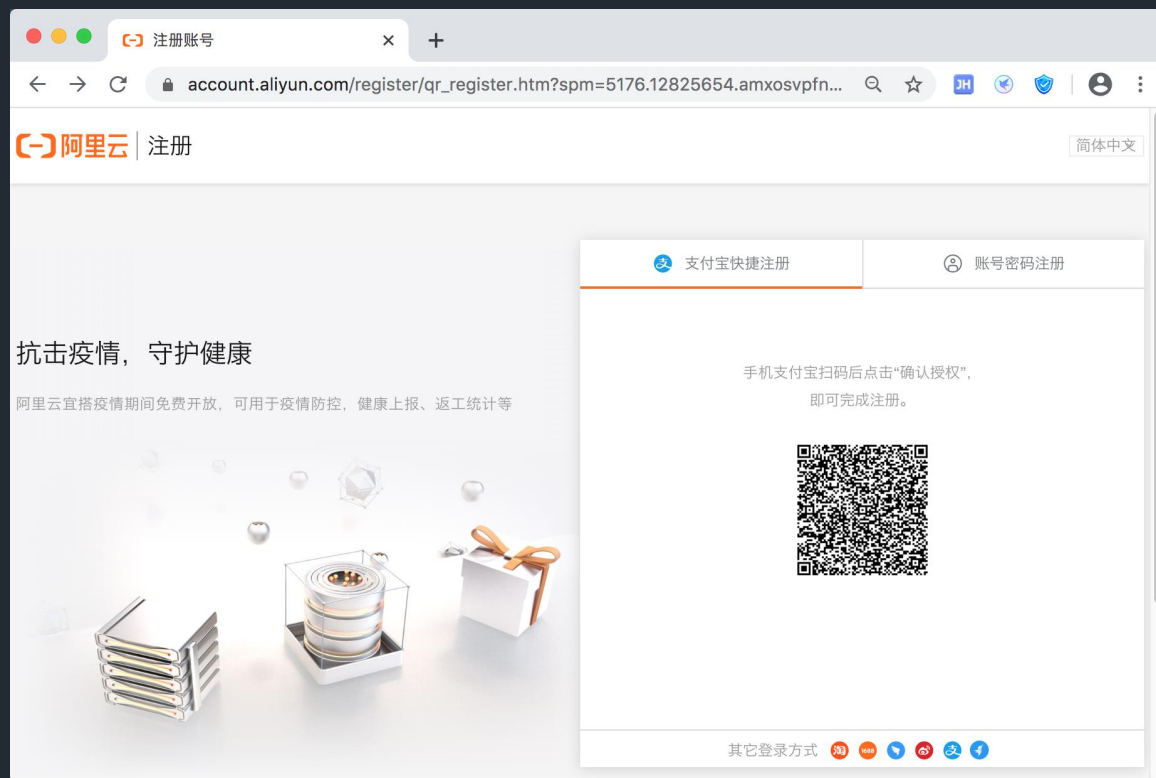 注册账号
account.aliyun.com/register/qr_register.htm?spm=5176.12825654.amxosvpfn...
JH
阿里云 注册
简体中文
支付宝快捷注册
账号密码注册
抗击疫情，守护健康
阿里云宜搭疫情期间免费开放，可用于疫情防控，健康上报、返工统计等
手机支付宝扫码后点击“确认授权”，
即可完成注册。
其它登录方式 淘 1688 支